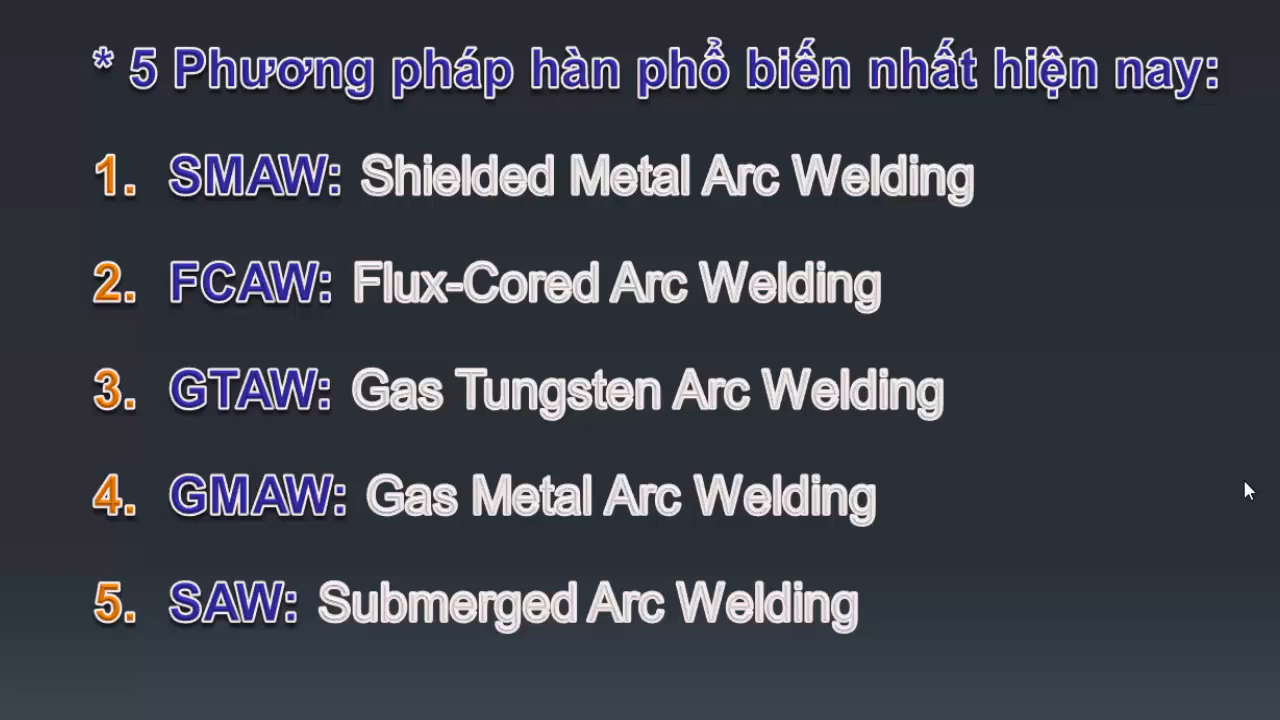 * 5 Phương pháp hàn phổ biến nhất hiện nay:
1. SMAW: Shielded Metal Arc Welding
2. FCAW: Flux-Cored Arc Welding
3. GTAW: Gas Tungsten Arc Welding
4. GMAW: Gas Metal Arc Welding
5. SAW: Submerged Arc Welding